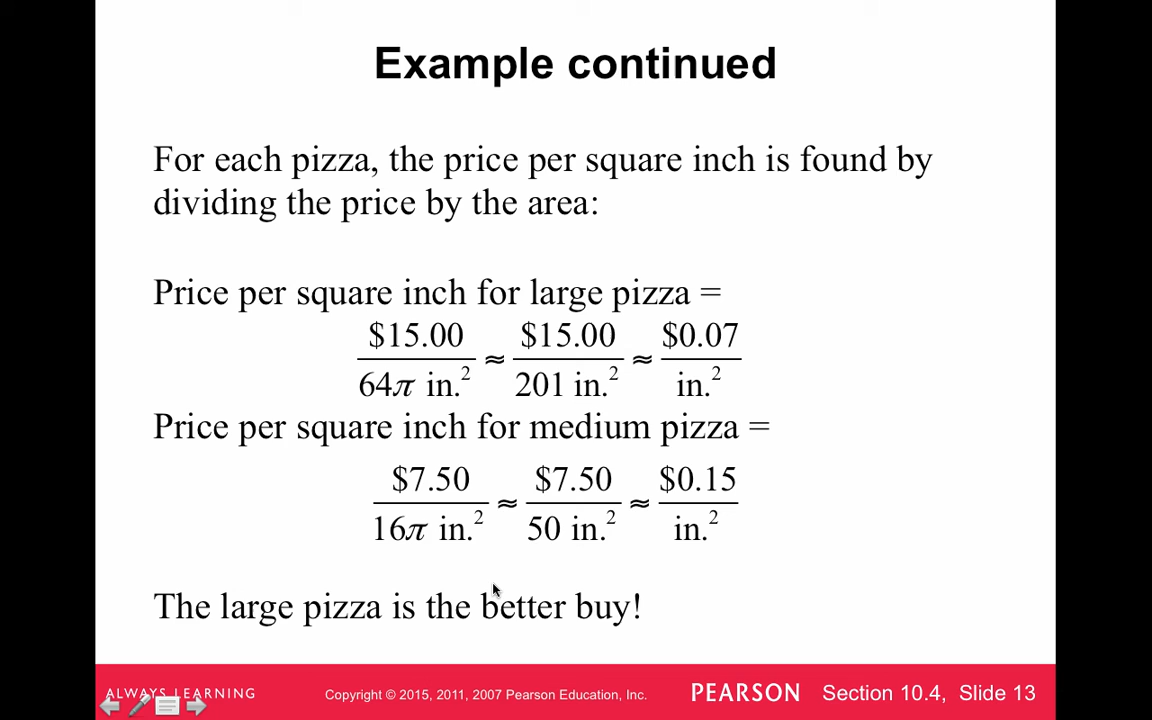 Example continued
For each pizza, the price per square inch is found by
dividing the price by the area:
Price per square inch for large pizza =
$15.00 / 64π in.² ≈ $15.00 / 201 in.² ≈ $0.07 / in.²
Price per square inch for medium pizza =
$7.50 / 16π in.² ≈ $7.50 / 50 in.² ≈ $0.15 / in.²
The large pizza is the better buy!
ALWAYS LEARNING Copyright © 2015, 2011, 2007 Pearson Education, Inc. PEARSON Section 10.4, Slide 13